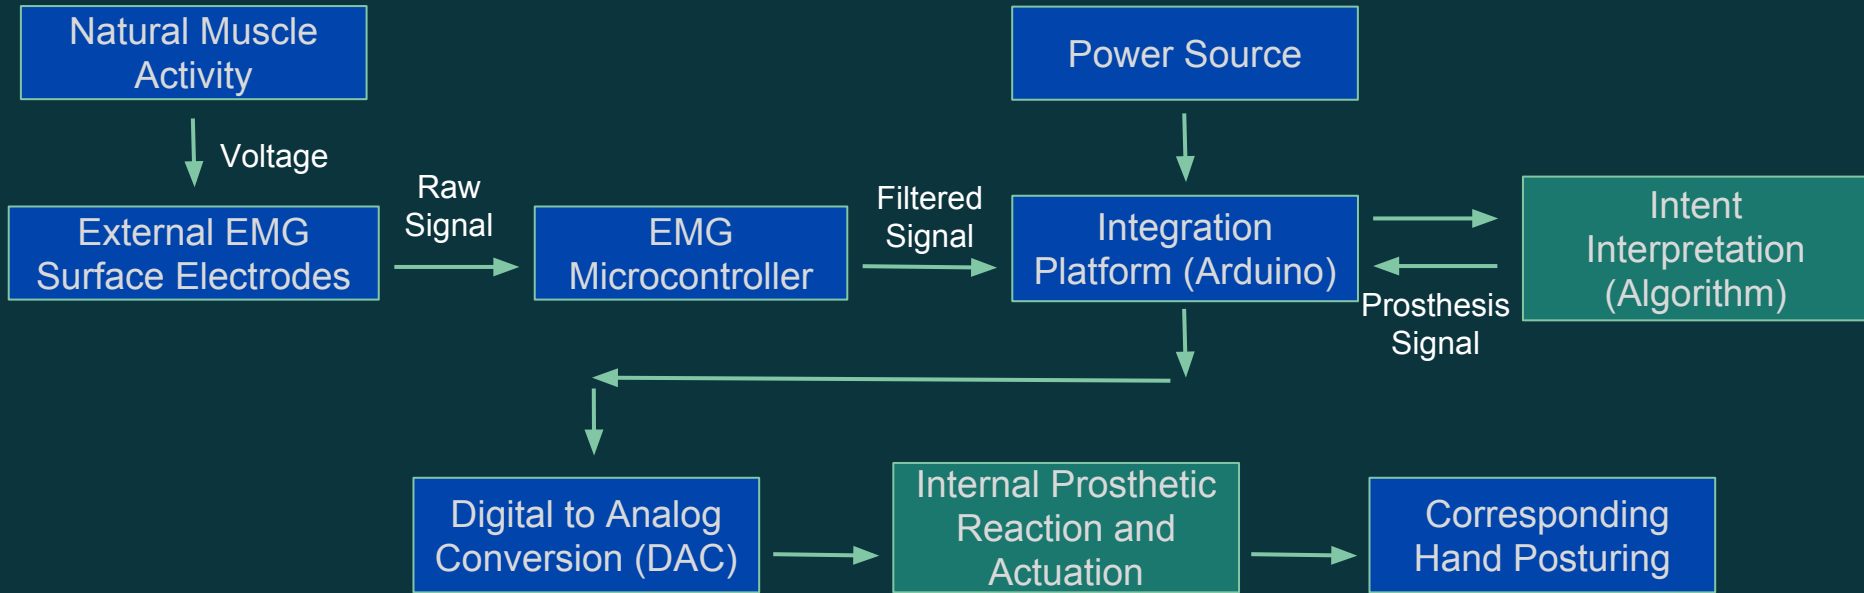 Natural Muscle
Activity
Power Source
Voltage
External EMG
Surface Electrodes
Raw
Signal
EMG
Microcontroller
Filtered
Signal
Integration
Platform (Arduino)
Intent
Interpretation
(Algorithm)
Prosthesis
Signal
Digital to Analog
Conversion (DAC)
Internal Prosthetic
Reaction and
Actuation
Corresponding
Hand Posturing